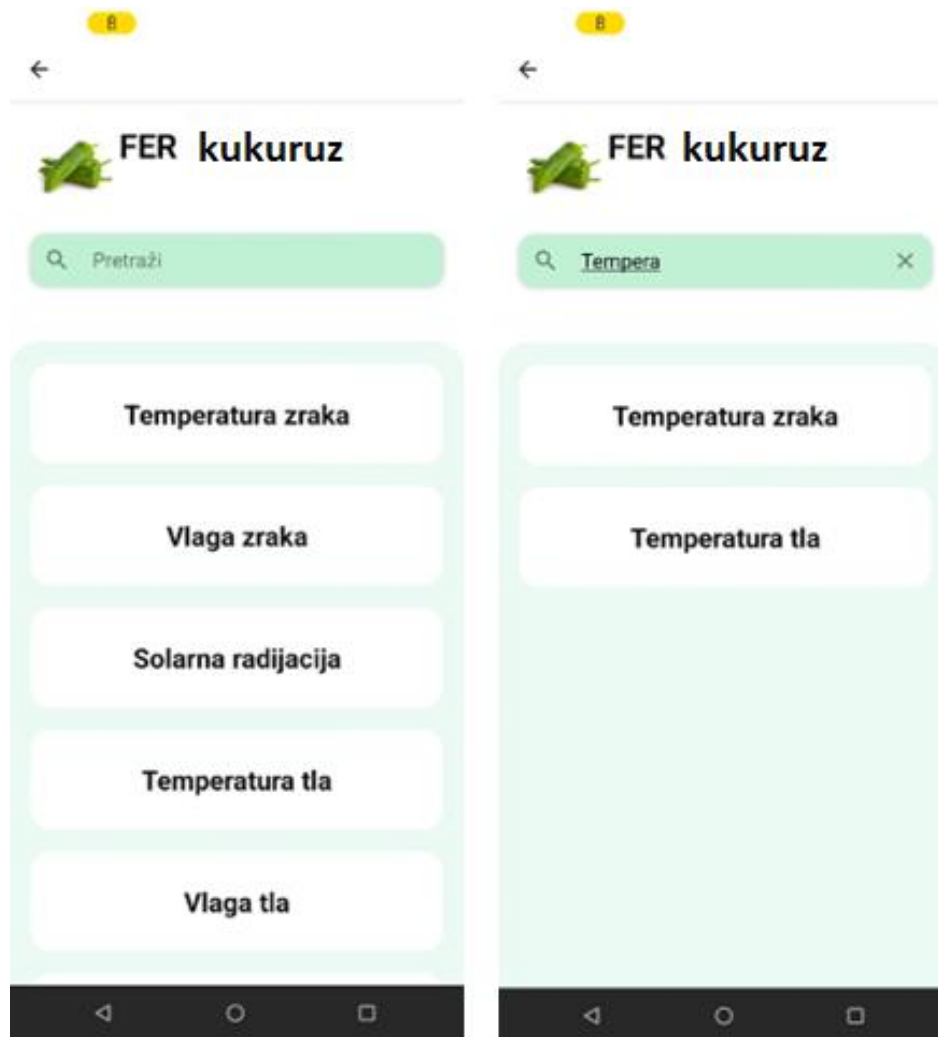 FER kukuruz
Pretraži
Temperatura zraka
Vlaga zraka
Solarna radijacija
Temperatura tla
Vlaga tla
FER kukuruz
Tempera
Temperatura zraka
Temperatura tla